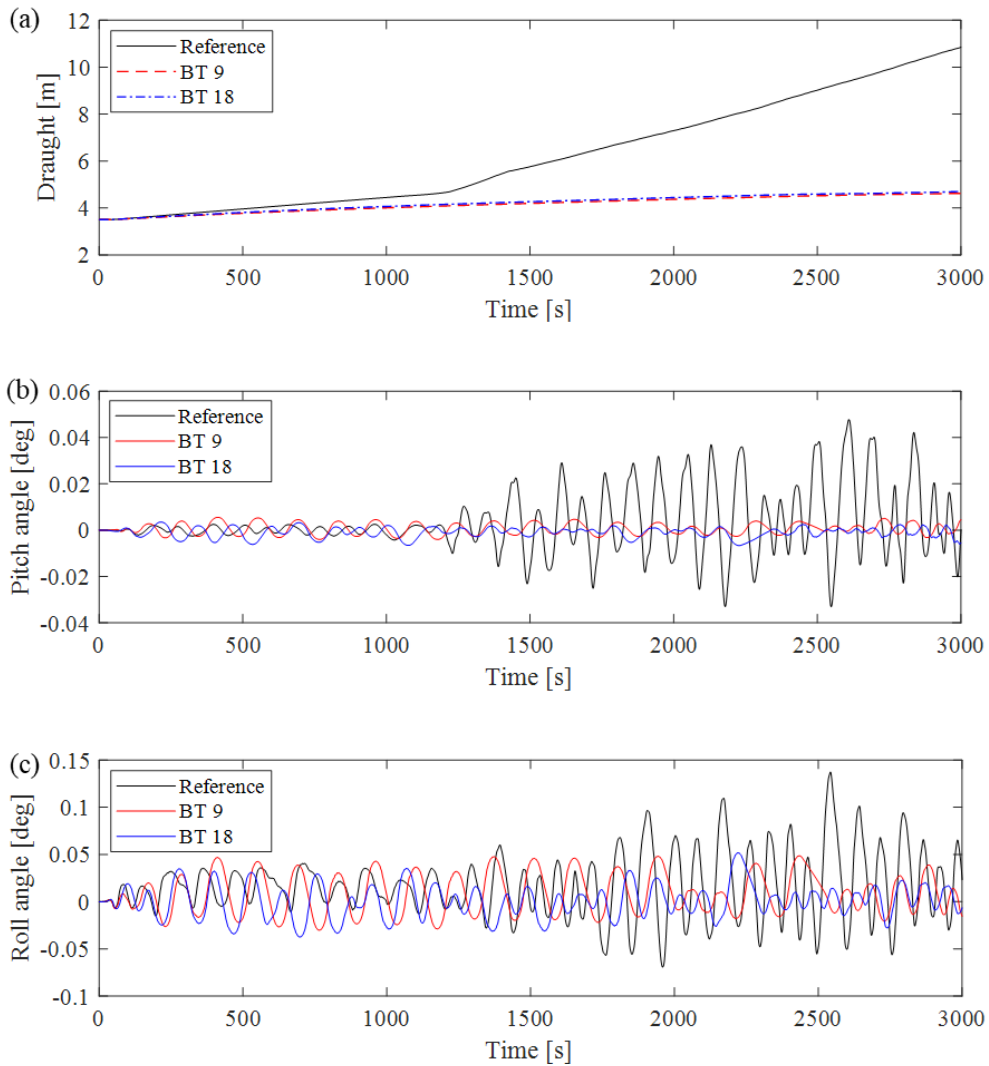 (a)
12
10
8
6
4
2
Draught [m]
Reference
BT 9
BT 18
0 500 1000 1500 2000 2500 3000
Time [s]
(b)
0.06
0.04
0.02
0
-0.02
-0.04
Pitch angle [deg]
Reference
BT 9
BT 18
0 500 1000 1500 2000 2500 3000
Time [s]
(c)
0.15
0.1
0.05
0
-0.05
-0.1
Roll angle [deg]
Reference
BT 9
BT 18
0 500 1000 1500 2000 2500 3000
Time [s]